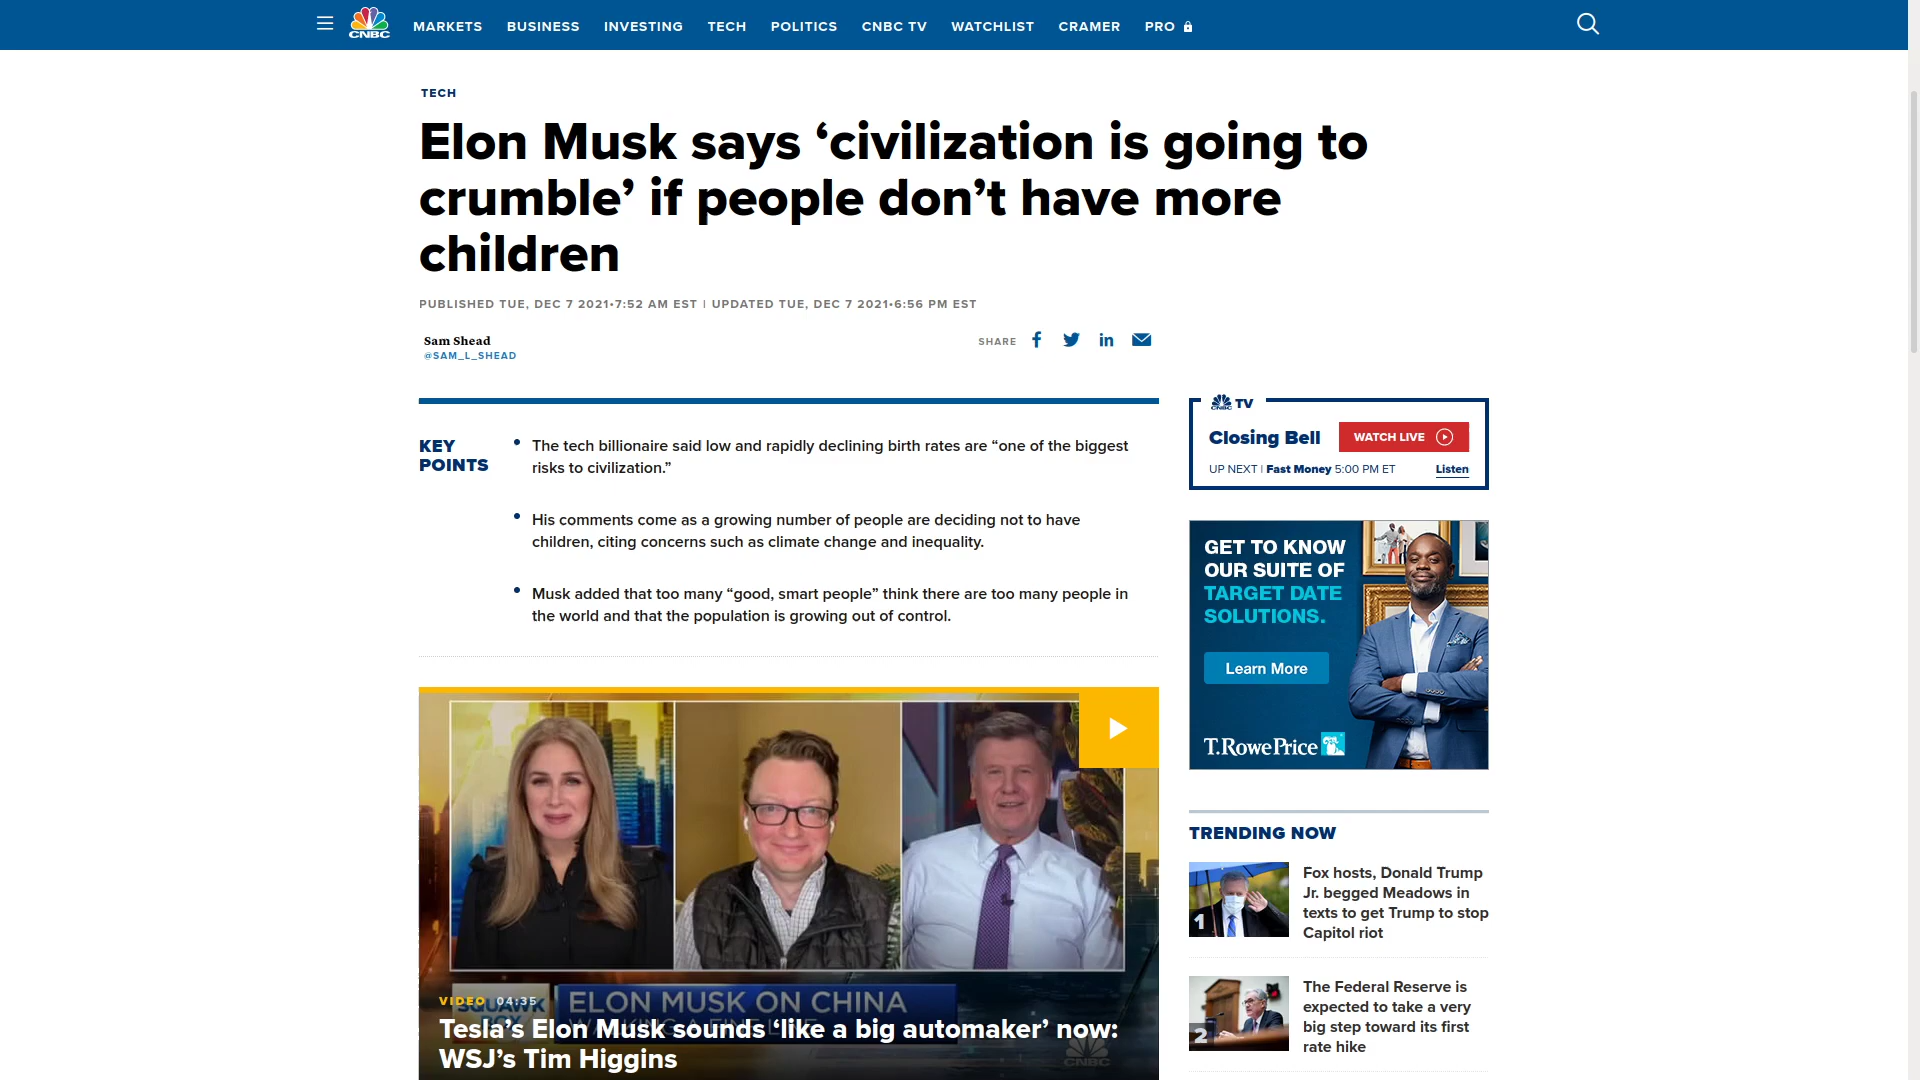 CNBC
MARKETS
BUSINESS
INVESTING
TECH
POLITICS
CNBC TV
WATCHLIST
CRAMER
PRO
TECH
Elon Musk says ‘civilization is going to
crumble’ if people don’t have more
children
PUBLISHED TUE, DEC 7 2021•7:52 AM EST | UPDATED TUE, DEC 7 2021•6:56 PM EST
Sam Shead
@SAM_L_SHEAD
SHARE
KEY
POINTS
The tech billionaire said low and rapidly declining birth rates are “one of the biggest
risks to civilization.”
His comments come as a growing number of people are deciding not to have
children, citing concerns such as climate change and inequality.
Musk added that too many “good, smart people” think there are too many people in
the world and that the population is growing out of control.
SQUAWK
ELON MUSK ON CHINA
VIDEO 04:35
Tesla’s Elon Musk sounds ‘like a big automaker’ now:
WSJ’s Tim Higgins
CNBC
CNBC TV
Closing Bell
WATCH LIVE
UP NEXT | Fast Money 5:00 PM ET
Listen
GET TO KNOW
OUR SUITE OF
TARGET DATE
SOLUTIONS.
Learn More
T.RowePrice
TRENDING NOW
1
Fox hosts, Donald Trump
Jr. begged Meadows in
texts to get Trump to stop
Capitol riot
2
The Federal Reserve is
expected to take a very
big step toward its first
rate hike